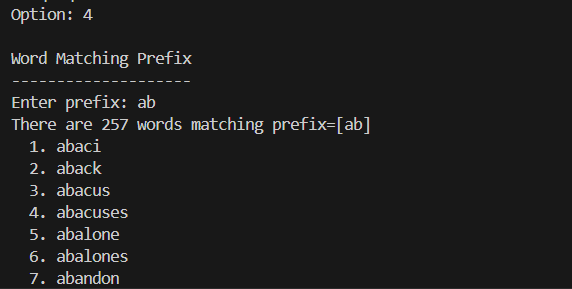 Option: 4
Word Matching Prefix
--------------------
Enter prefix: ab
There are 257 words matching prefix=[ab]
1. abaci
2. aback
3. abacus
4. abacuses
5. abalone
6. abalones
7. abandon